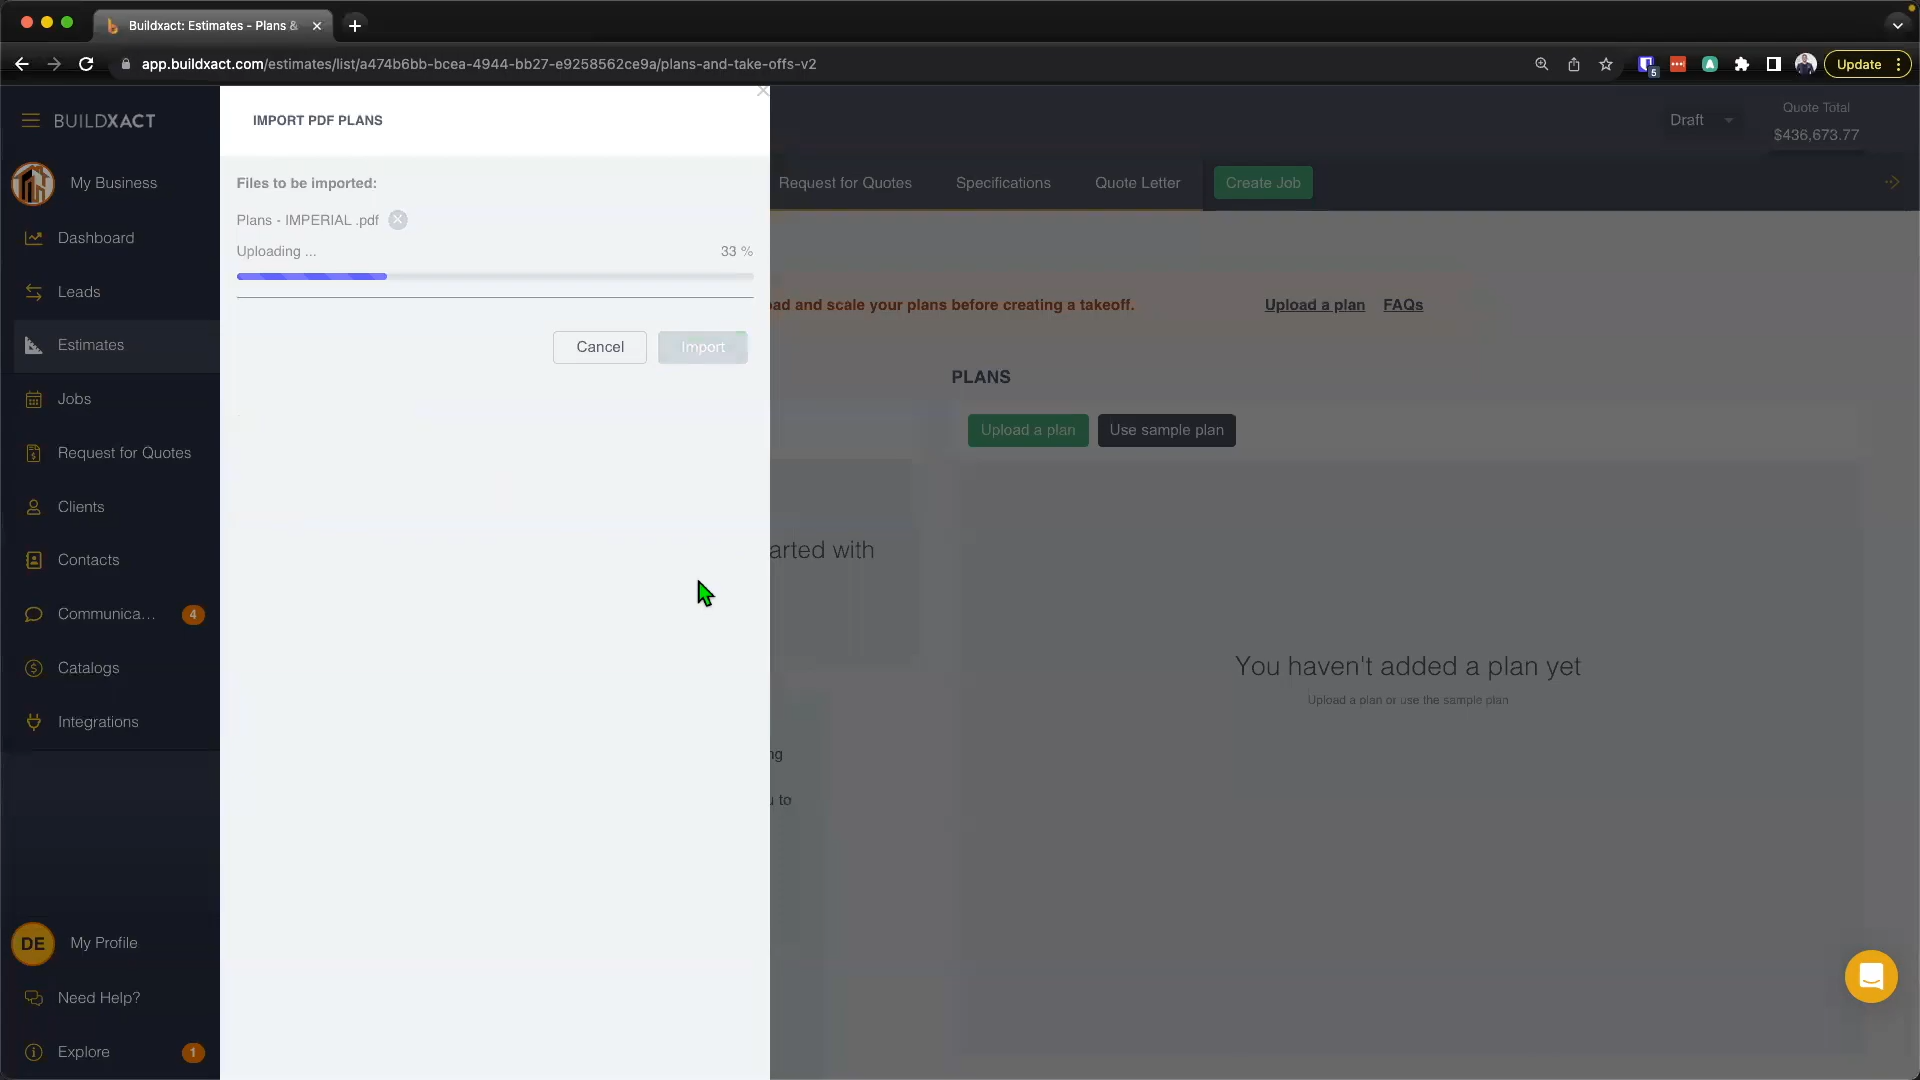 Buildxact: Estimates - Plans &
app.buildxact.com/estimates/list/a474b6bb-bcea-4944-bb27-e9258562ce9a/plans-and-take-offs-v2
5
Update
BUILDXACT
My Business
Dashboard
Leads
Estimates
Jobs
Request for Quotes
Clients
Contacts
Communica...
4
Catalogs
Integrations
DE
My Profile
Need Help?
Explore
1
IMPORT PDF PLANS
Files to be imported:
Plans - IMPERIAL .pdf
Uploading ...
33 %
Cancel
Import
Draft
Quote Total
$436,673.77
Request for Quotes
Specifications
Quote Letter
Create Job
ad and scale your plans before creating a takeoff.
Upload a plan
FAQs
PLANS
Upload a plan
Use sample plan
arted with
ng
to
You haven't added a plan yet
Upload a plan or use the sample plan